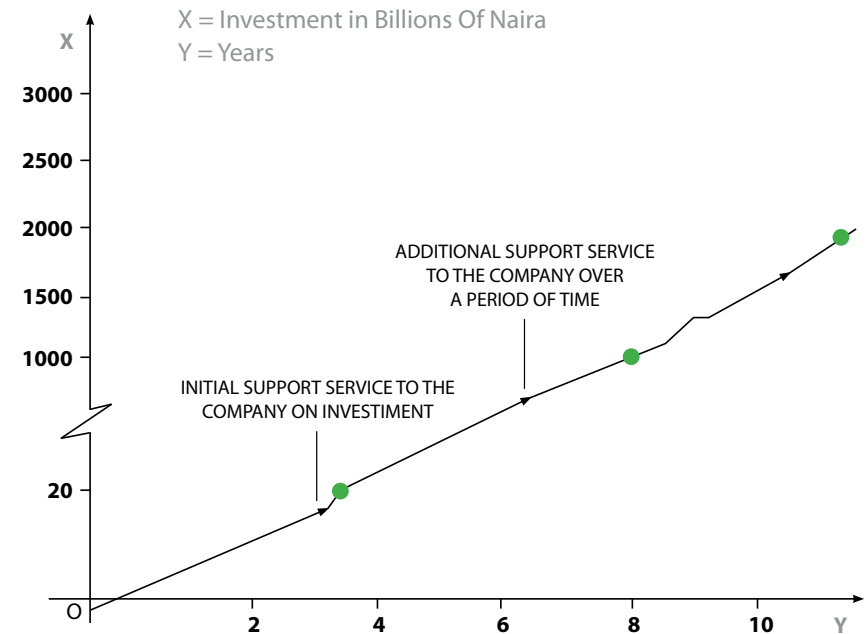 X = Investment in Billions Of Naira
Y = Years
X
3000
2500
2000
1500
1000
20
O
ADDITIONAL SUPPORT SERVICE
TO THE COMPANY OVER
A PERIOD OF TIME
INITIAL SUPPORT SERVICE TO THE
COMPANY ON INVESTIMENT
2
4
6
8
10
Y